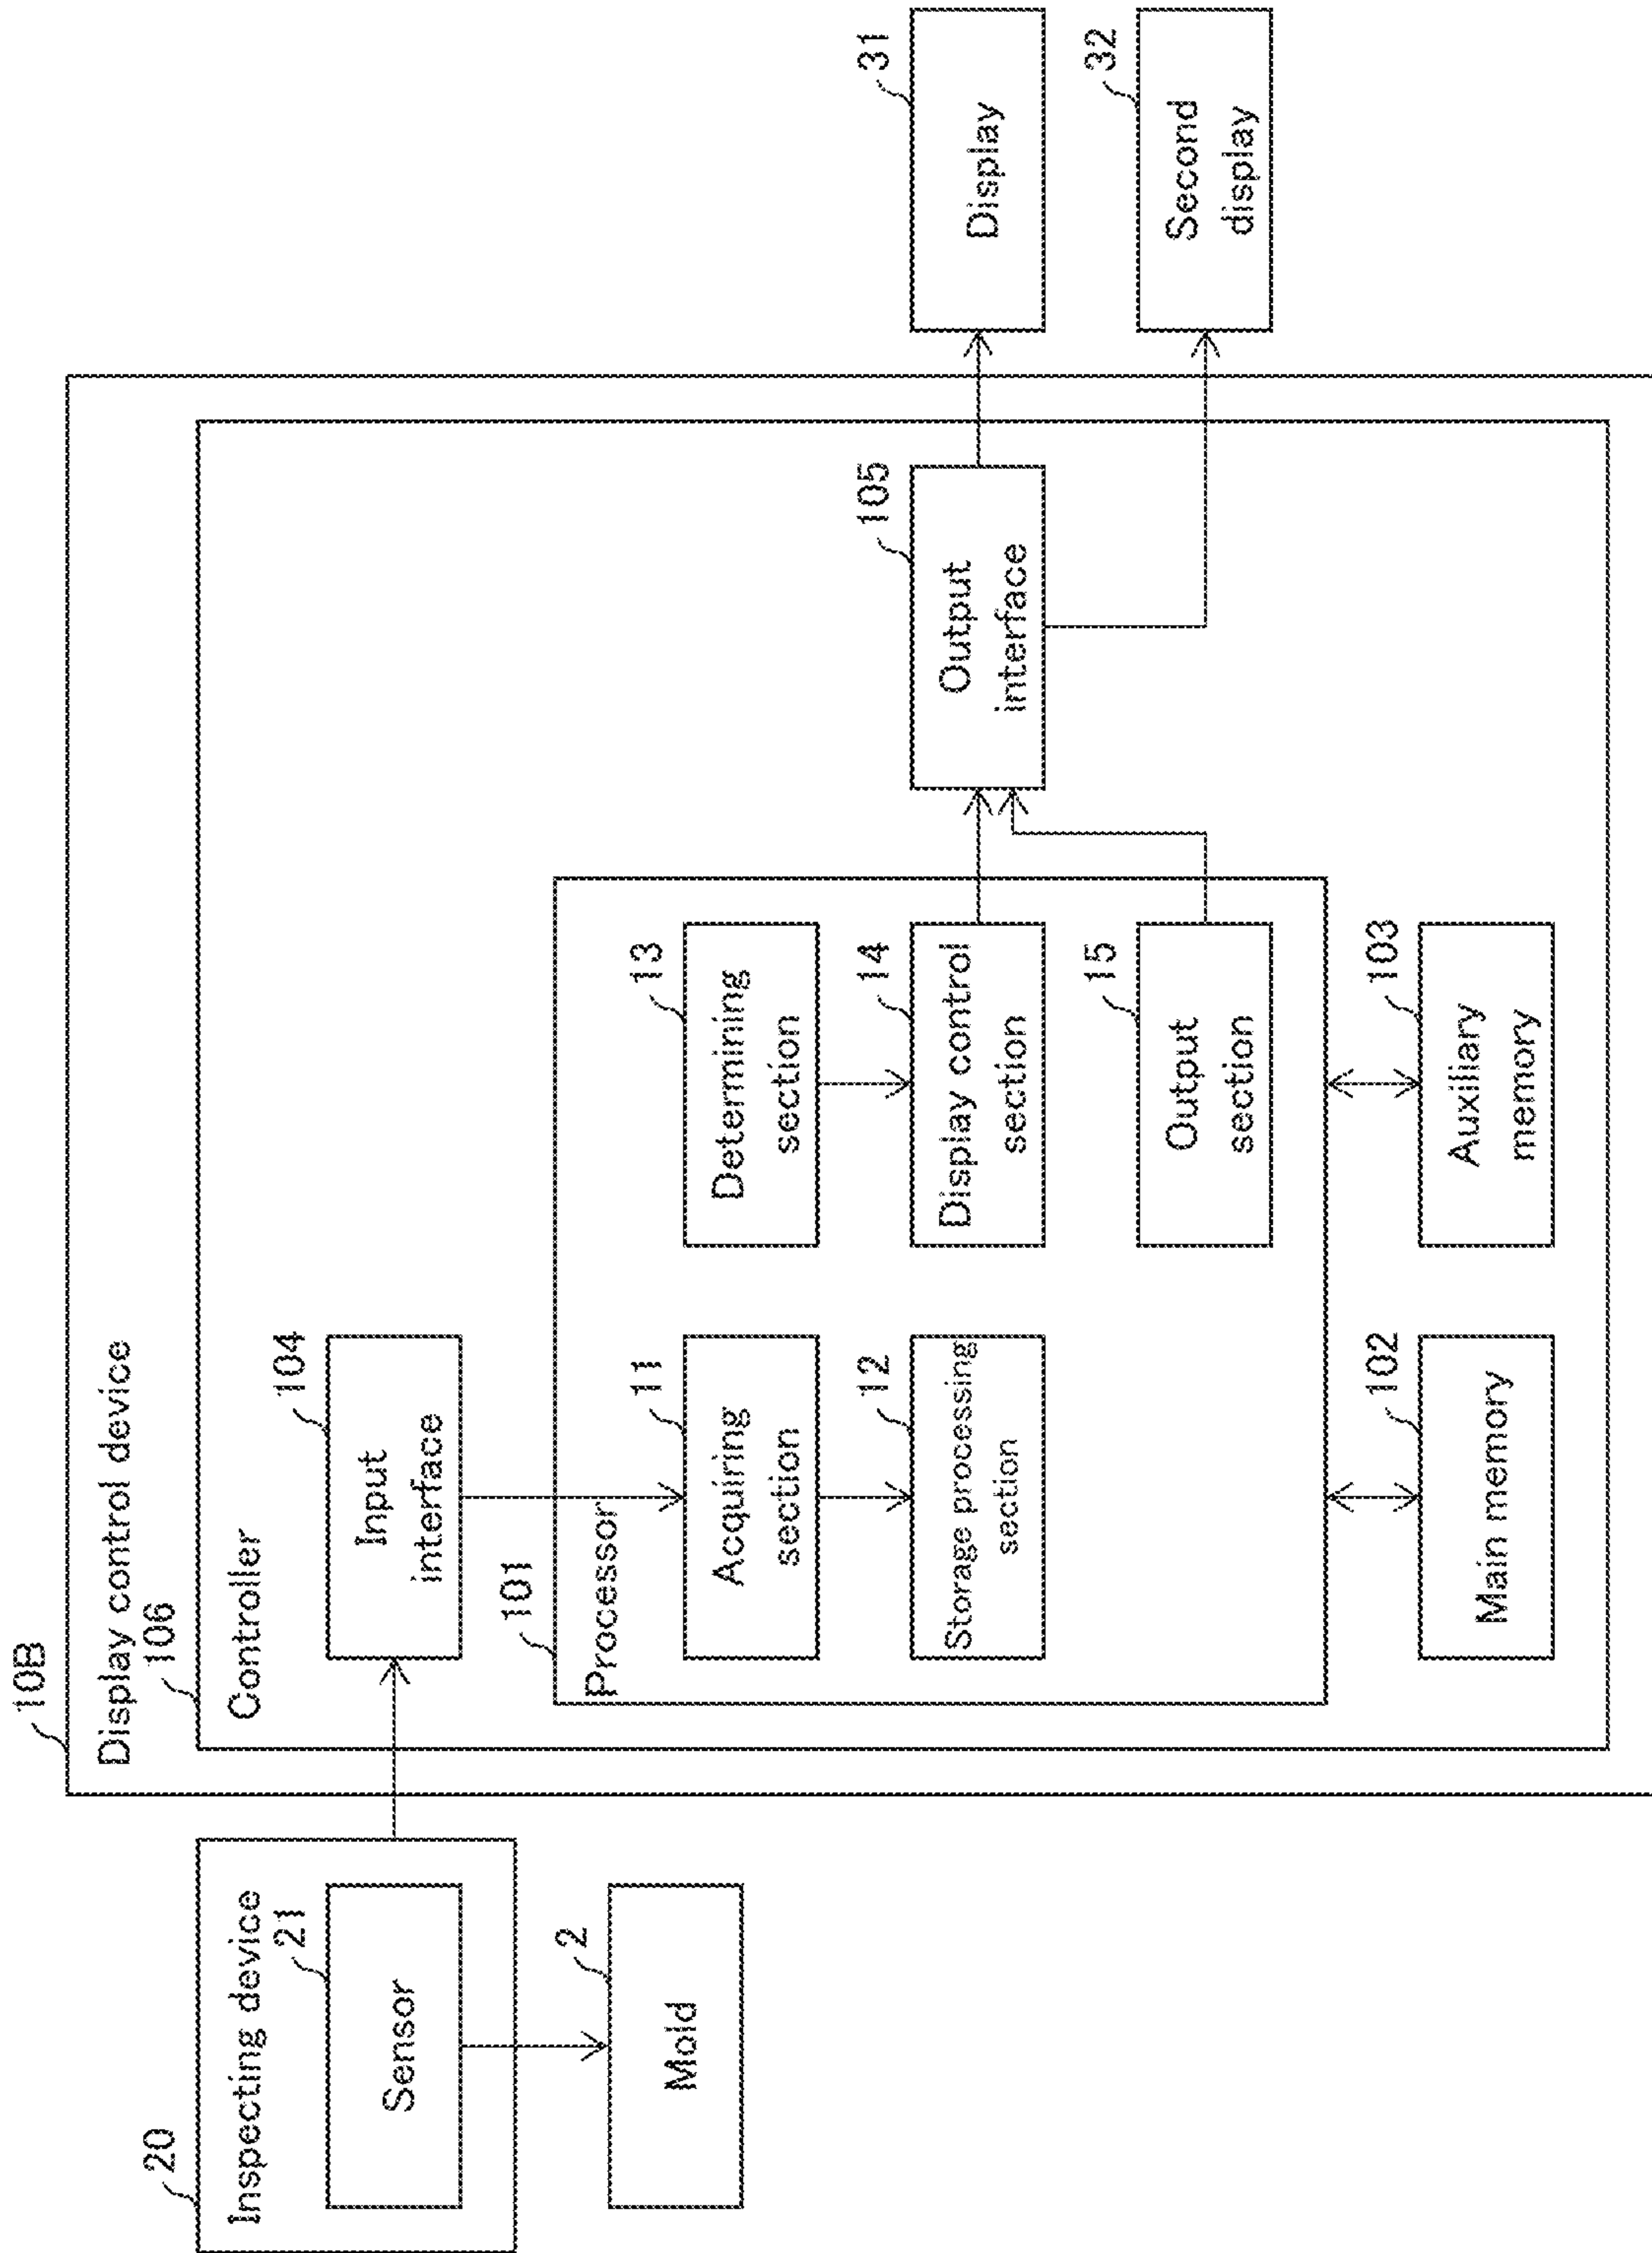 10B
Display control device
106
Controller
20
Inspecting device
21
Sensor
2
Mold
104
Input
interface
101
Processor
11
Acquiring
section
12
Storage processing
section
13
Determining
section
14
Display control
section
15
Output
section
102
Main memory
103
Auxiliary
memory
105
Output
interface
31
Display
32
Second
display